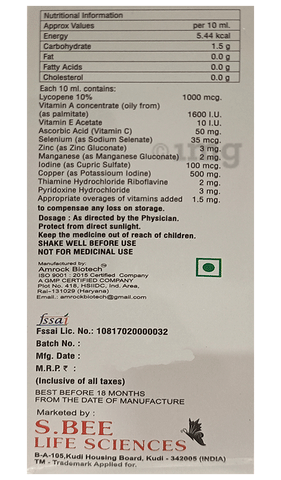 Nutritional Information
Approx Values per 10 ml.
Energy 5.44 kcal
Carbohydrate 1.5 g
Fat 0.0 g
Fatty Acids 0.0 g
Cholesterol 0.0 g
Each 10 ml. contains:
Lycopene 10% 1000 mcg.
Vitamin A concentrate (oily from)
(as palmitate) 1600 I.U.
Vitamin E Acetate 10 I.U.
Ascorbic Acid (Vitamin C) 50 mg.
Selenium (as Sodium Selenate) 35 mcg.
Zinc (as Zinc Gluconate) 3 mg.
Manganese (as Manganese Gluconate) 2 mg.
Iodine (as Cupric Sulfate) 100 mcg.
Copper (as Potassium Iodine) 500 mg.
Thiamine Hydrochloride Riboflavine 2 mg.
Pyridoxine Hydrochloride 3 mg.
Appropriate overages of vitamins added 1.5 mg.
to compensate any loss on storage.
Dosage : As directed by the Physician.
Protect from direct sunlight.
Keep the medicine out of reach of children.
SHAKE WELL BEFORE USE
NOT FOR MEDICINAL USE
Manufactured by:
Amrock Biotech™
ISO 9001 : 2015 Certified Company
A GMP CERTIFIED COMPANY
Plot No. 418, HSIIDC, Ind. Area,
Rai-131029 (Haryana)
Email.: amrockbiotech@gmail.com
fssai
Fssai Lic. No.: 10817020000032
Batch No :
Mfg. Date :
M.R.P. ₹ :
(Inclusive of all taxes)
BEST BEFORE 18 MONTHS
FROM THE DATE OF MANUFACTURE
Marketed by :
S.BEE
LIFE SCIENCES
B-A-105,Kudi Housing Board, Kudi - 342005 (INDIA)
TM - Trademark Applied for.